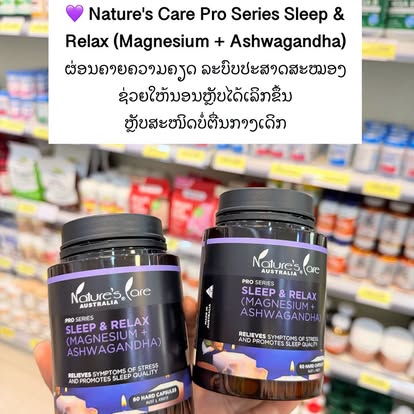 💜 Nature's Care Pro Series Sleep &
Relax (Magnesium + Ashwagandha)
ຜ່ອນຄາຍຄວາມຄຽດ ລະບົບປະສາດສະໝອງ
ຊ່ວຍໃຫ້ນອນຫຼັບໄດ້ເລິກຂຶ້ນ
ຫຼັບສະໜິດບໍ່ຕື່ນກາງເດິກ
Nature's Care
AUSTRALIA
PRO SERIES
SLEEP & RELAX
(MAGNESIUM +
ASHWAGANDHA)
RELIEVES SYMPTOMS OF STRESS
AND PROMOTES SLEEP QUALITY
60 HARD CAPSULES
Nature's Care
AUSTRALIA
PRO SERIES
SLEEP & RELAX
(MAGNESIUM +
ASHWAGANDHA)
RELIEVES SYMPTOMS OF STRESS
AND PROMOTES SLEEP QUALITY
60 HARD CAPSULES